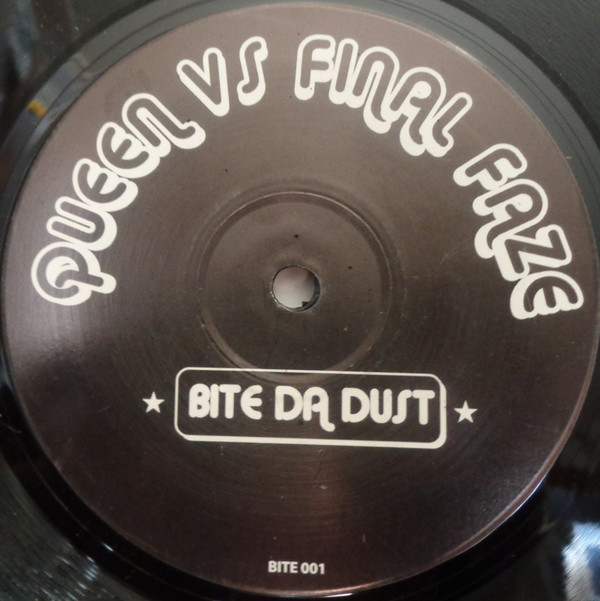 QUEEN VS FINAL FAZE
BITE DA DUST
BITE 001